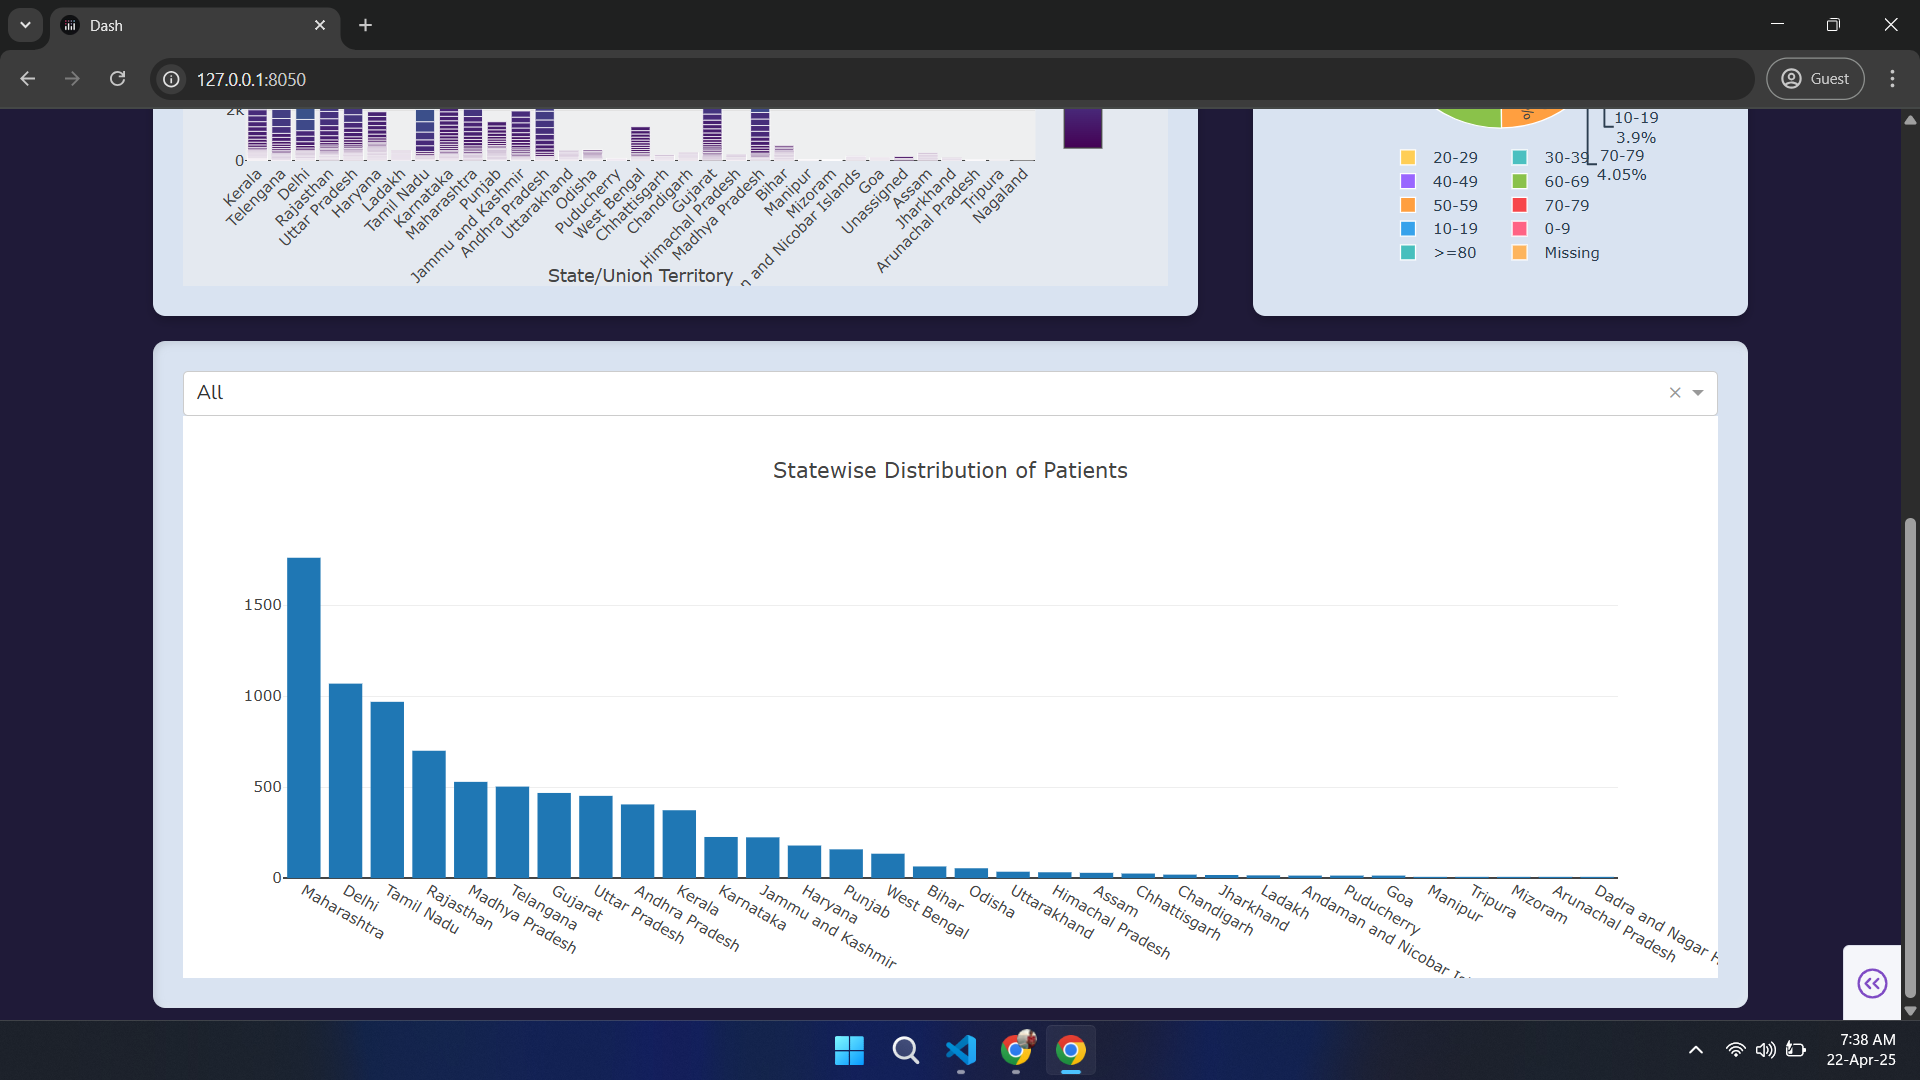 Dash
127.0.0.1:8050
Guest
2k
0
Kerala
Telengana
Delhi
Rajasthan
Uttar Pradesh
Haryana
Ladakh
Tamil Nadu
Karnataka
Maharashtra
Punjab
Jammu and Kashmir
Andhra Pradesh
Uttarakhand
Odisha
Puducherry
West Bengal
Chhattisgarh
Chandigarh
Gujarat
Himachal Pradesh
Madhya Pradesh
Bihar
Manipur
Mizoram
n and Nicobar Islands
Goa
Unassigned
Assam
Jharkhand
Arunachal Pradesh
Tripura
Nagaland
State/Union Territory
%
10-19
3.9%
70-79
4.05%
20-29 30-39
40-49 60-69
50-59 70-79
10-19 0-9
>=80 Missing
All
Statewise Distribution of Patients
1500
1000
500
0
Maharashtra
Delhi
Tamil Nadu
Rajasthan
Madhya Pradesh
Telangana
Gujarat
Uttar Pradesh
Andhra Pradesh
Kerala
Karnataka
Jammu and Kashmir
Haryana
Punjab
West Bengal
Bihar
Odisha
Uttarakhand
Himachal Pradesh
Assam
Chhattisgarh
Chandigarh
Jharkhand
Ladakh
Andaman and Nicobar
Puducherry
Goa
Manipur
Tripura
Mizoram
Arunachal Pradesh
Dadra and Nagar
7:38 AM
22-Apr-25